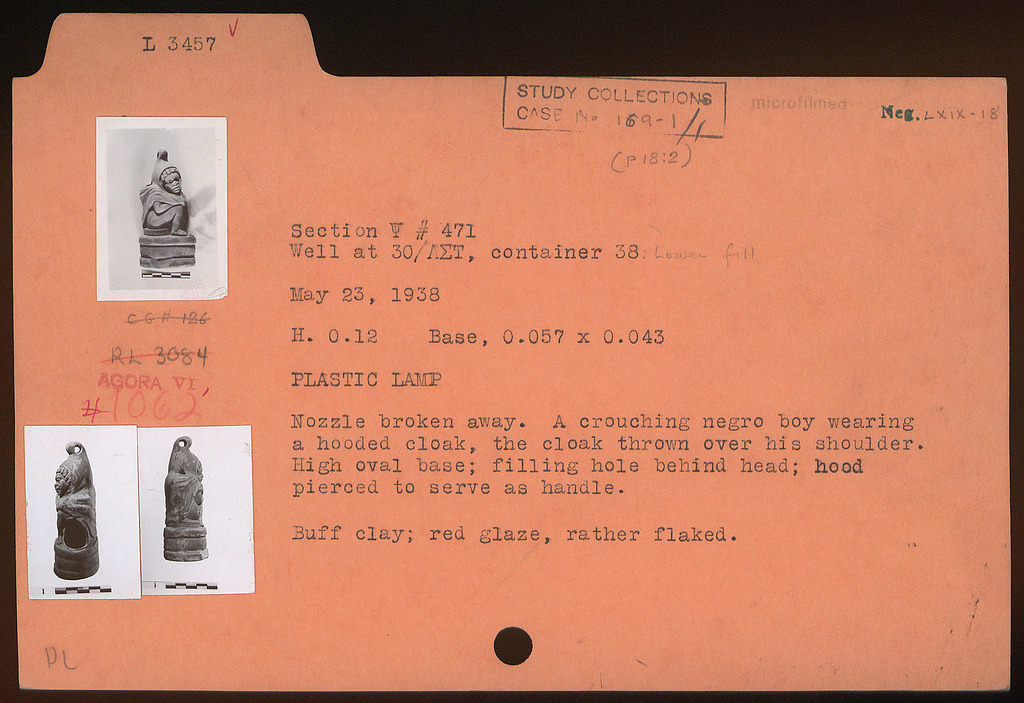 L 3457
STUDY COLLECTIONS
CASE No 169-1/1
(P 18:2)
microfilmed
Neg. LXIX-18
Section Ψ # 471
Well at 30/ΛΣΤ, container 38: Lower fill
May 23, 1938
H. 0.12 Base, 0.057 x 0.043
PLASTIC LAMP
Nozzle broken away. A crouching negro boy wearing
a hooded cloak, the cloak thrown over his shoulder.
High oval base; filling hole behind head; hood
pierced to serve as handle.
Buff clay; red glaze, rather flaked.
C G # 126
RL 3084
AGORA VI,
# 1062
DL